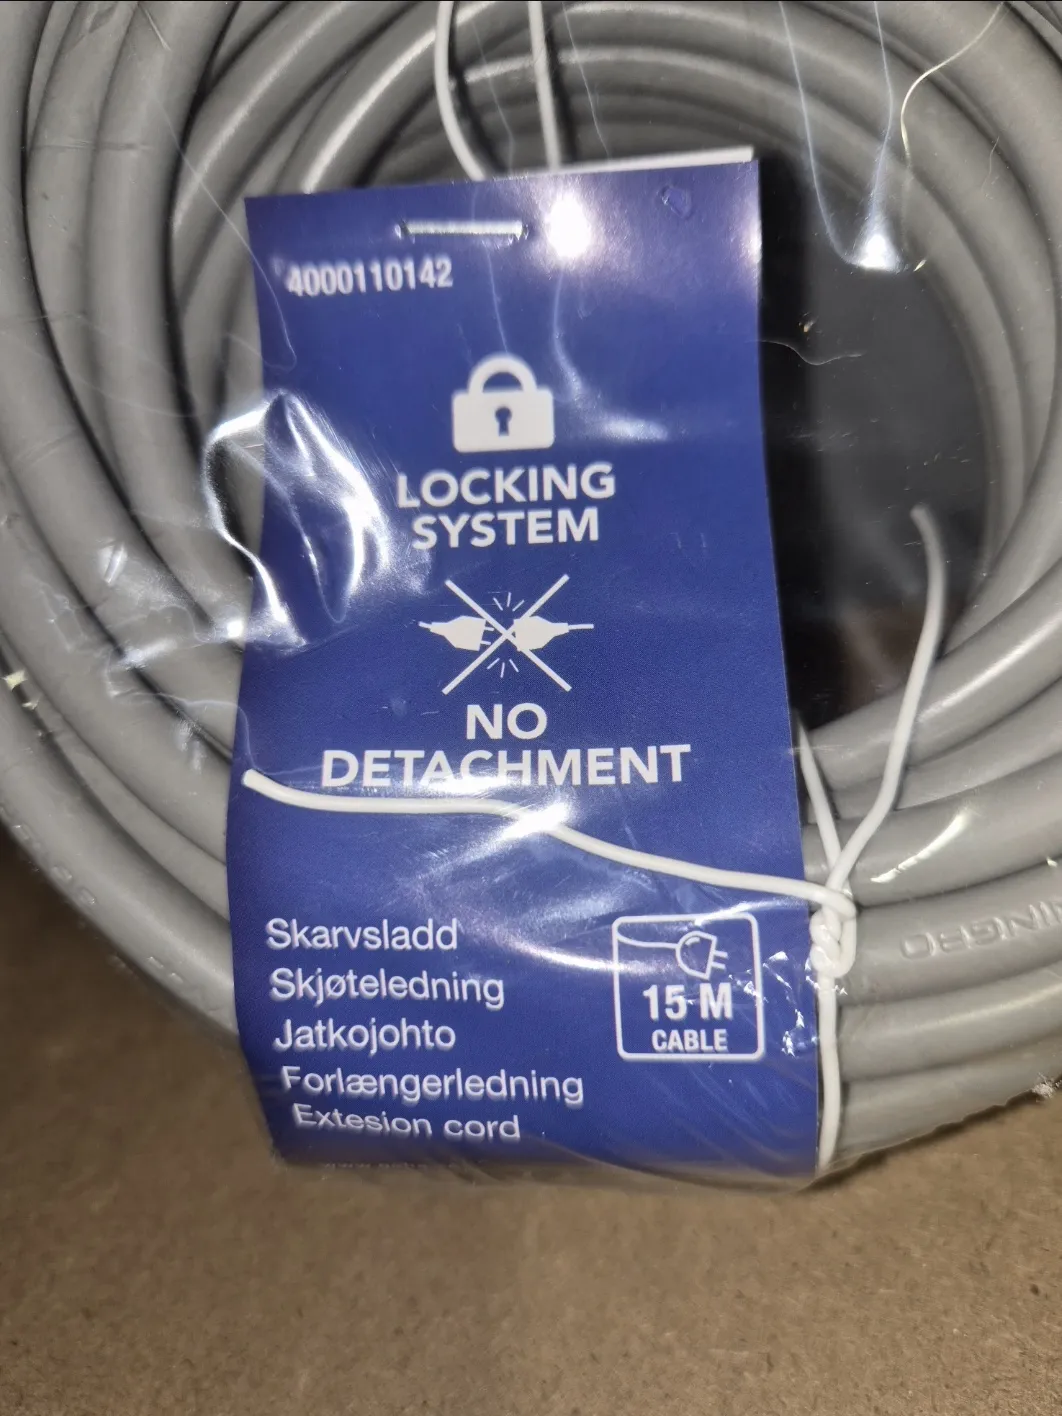 4000110142
LOCKING
SYSTEM
NO
DETACHMENT
Skarvsladd
Skjøteledning
Jatkojohto
Forlængerledning
Extesion cord
15 M
CABLE